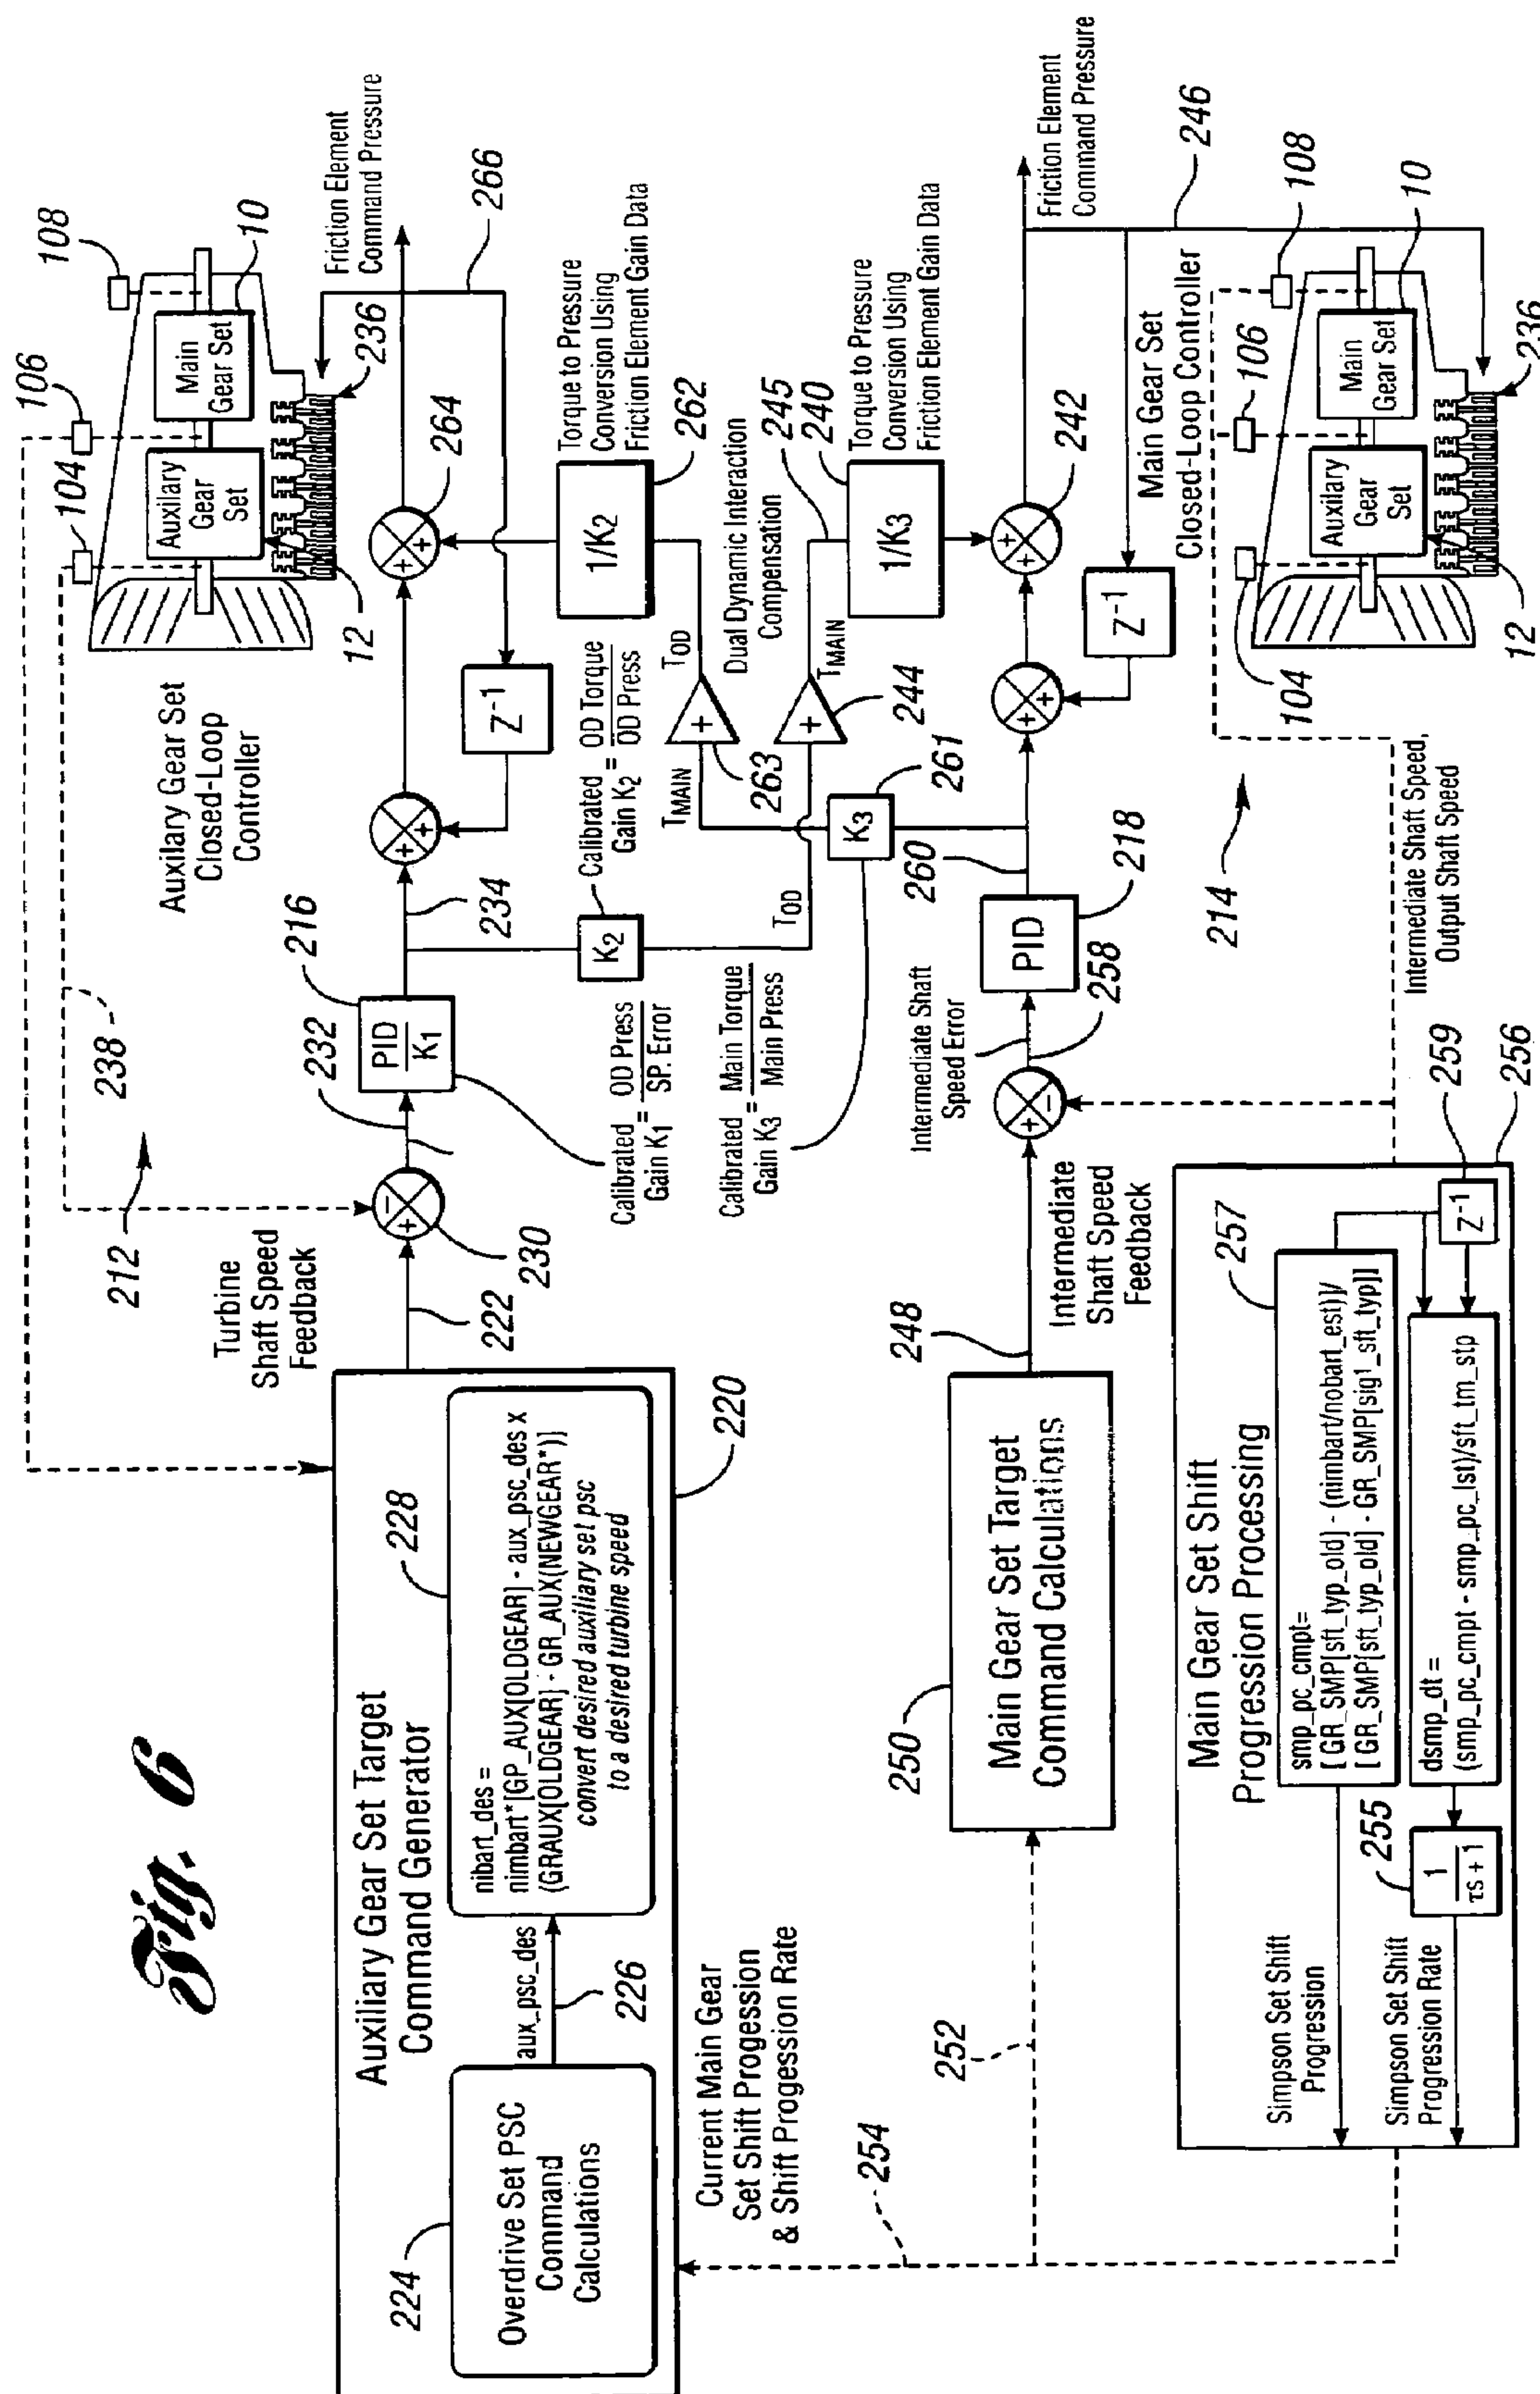 Fig. 6
Auxiliary Gear Set Target
Command Generator
224
Overdrive Set PSC
Command
Calculations
aux_psc_des
226
228
nibart_des =
nimbart*[GP_AUX[OLDGEAR] - aux_psc_des x
(GRAUX[OLDGEAR] - GR_AUX(NEWGEAR*)]
convert desired auxiliary set psc
to a desired turbine speed
220
222
Turbine
Shaft Speed
Feedback
212
238
230
232
216
PID
K1
234
Auxilary Gear Set
Closed-Loop
Controller
Z-1
264
266
Friction Element
Command Pressure
104
106
108
Auxilary
Gear
Set
Main
Gear Set
10
12
236
Calibrated
Gain K1 = OD Press
SP. Error
K2
Calibrated
Gain K2 = OD Torque
OD Press
Calibrated
Gain K3 = Main Torque
Main Press
TMAIN
TOD
263
TOD
Dual Dynamic Interaction
Compensation
TMAIN
244
1/K2
262
Torque to Pressure
Conversion Using
Friction Element Gain Data
245
240
1/K3
Torque to Pressure
Conversion Using
Friction Element Gain Data
K3
261
Current Main Gear
Set Shift Progession
& Shift Progession Rate
254
252
250
Main Gear Set Target
Command Calculations
248
Intermediate
Shaft Speed
Feedback
Intermediate Shaft
Speed Error
258
PID
218
260
Z-1
242
Friction Element
Command Pressure
246
Main Gear Set
Closed-Loop Controller
214
104
106
108
Auxilary
Gear
Set
Main
Gear Set
10
12
236
Intermediate Shaft Speed,
Output Shaft Speed
Main Gear Set Shift
Progression Processing
257
smp_pc_cmpt=
[ GR_SMP[sft_typ_old] - (nimbart/nobart_est)]/
[ GR_SMP[sft_typ_old] - GR_SMP[sig1_sft_typ]]
259
Z-1
256
dsmp_dt =
(smp_pc_cmpt - smp_pc_lst)/sft_tm_stp
255
1
τs + 1
Simpson Set Shift
Progression
Simpson Set Shift
Progression Rate